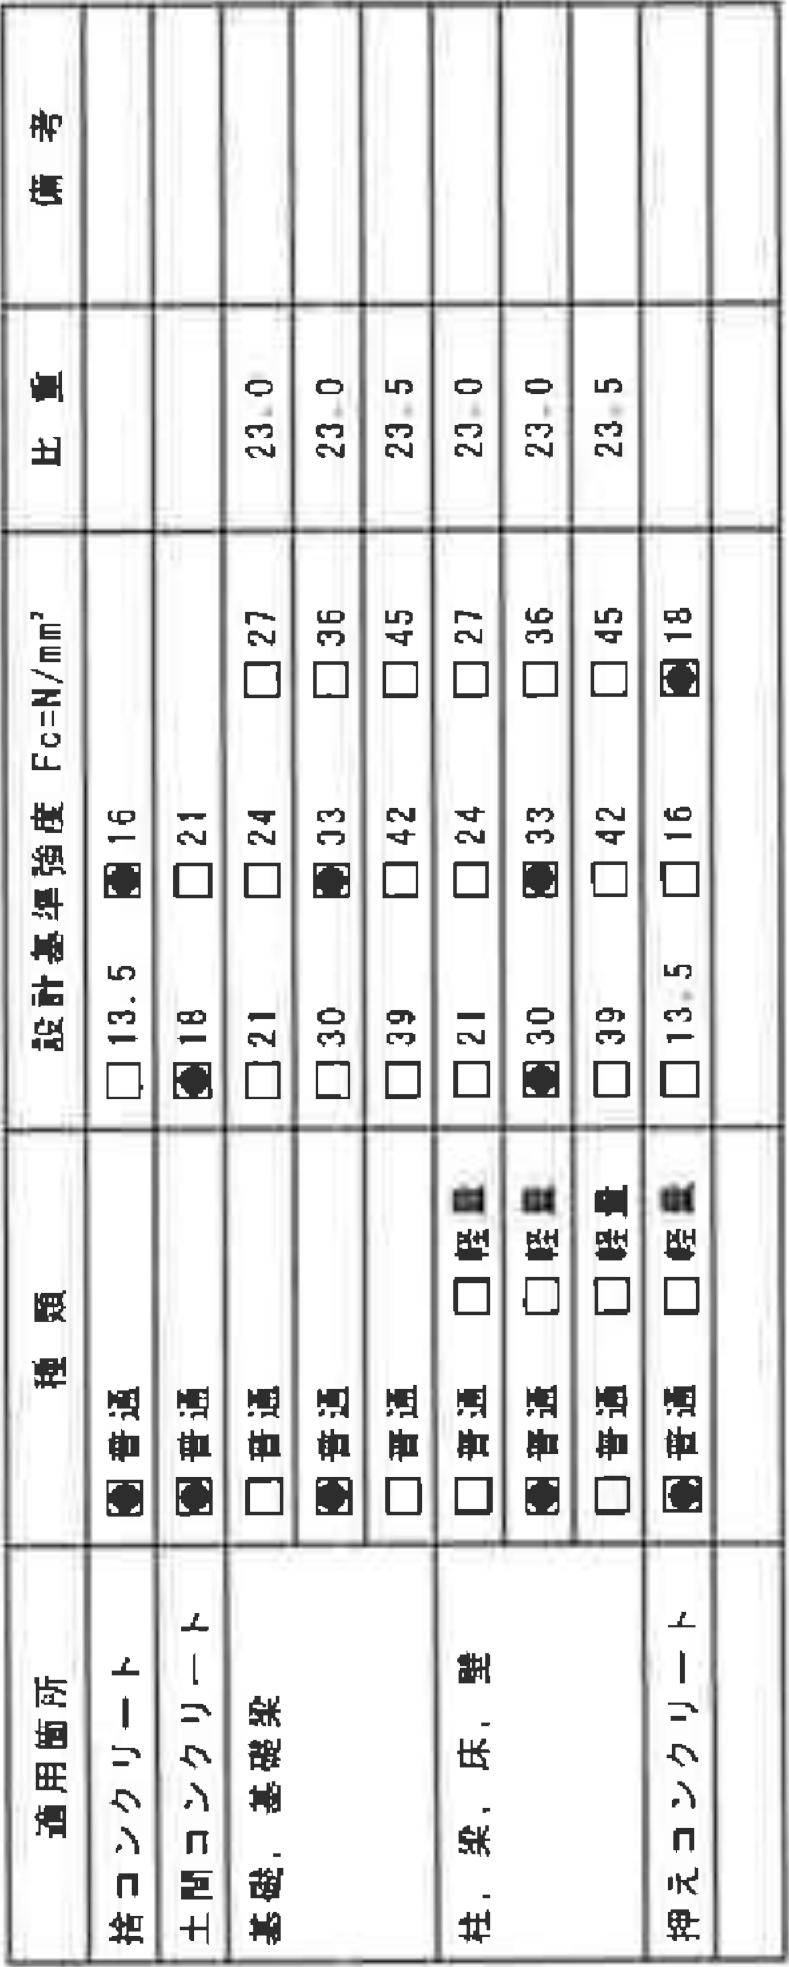 適用箇所 種類 設計基準強度 Fc=N/mm² 比重 備考
捨コンクリート ■普通 □13.5 ■16
土間コンクリート ■普通 ■18 □21
基礎, 基礎梁 □普通 □21 □24 □27 23.0
■普通 □30 ■33 □36 23.0
□普通 □39 □42 □45 23.5
柱, 梁, 床, 壁 □普通 □軽量 □21 □24 □27 23.0
■普通 □軽量 ■30 ■33 □36 23.0
□普通 □軽量 □39 □42 □45 23.5
押えコンクリート ■普通 □軽量 □13.5 □16 ■18